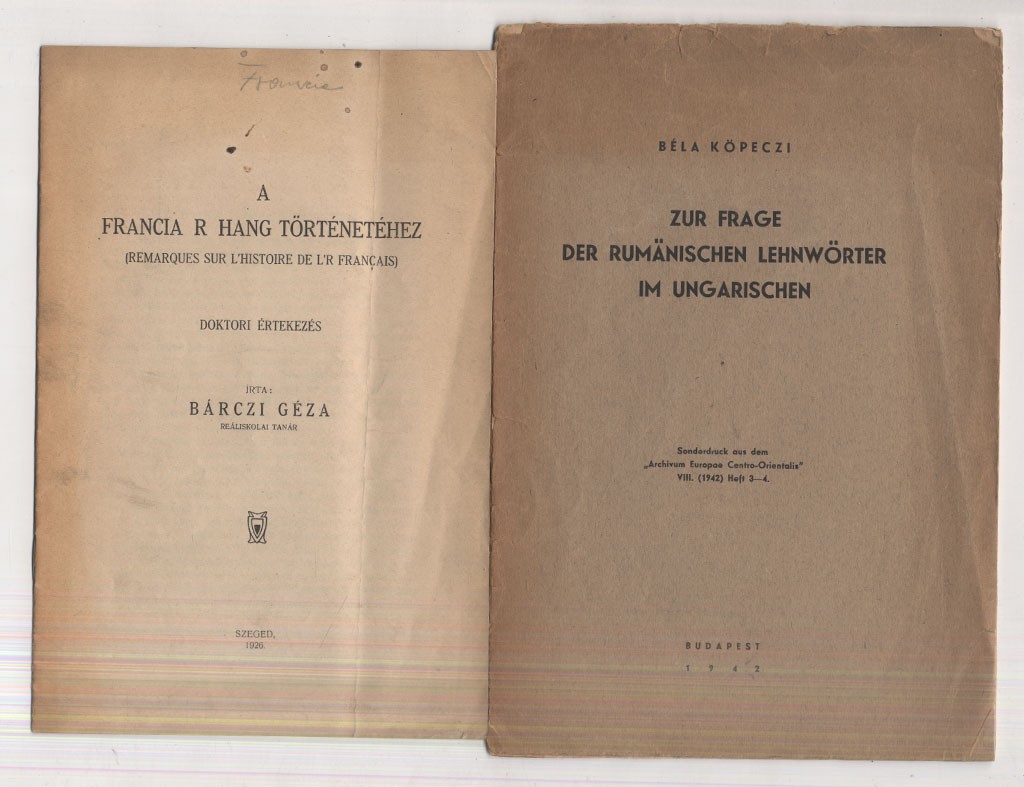 Francia
A
FRANCIA R HANG TÖRTÉNETÉHEZ
(REMARQUES SUR L'HISTOIRE DE L'R FRANÇAIS)
DOKTORI ÉRTEKEZÉS
ÍRTA:
BÁRCZI GÉZA
REÁLISKOLAI TANÁR
SZEGED,
1926.
BÉLA KÖPECZI
ZUR FRAGE
DER RUMÄNISCHEN LEHNWÖRTER
IM UNGARISCHEN
Sonderdruck aus dem
„Archivum Europae Centro-Orientalis"
VIII. (1942) Heft 3—4.
BUDAPEST
1942